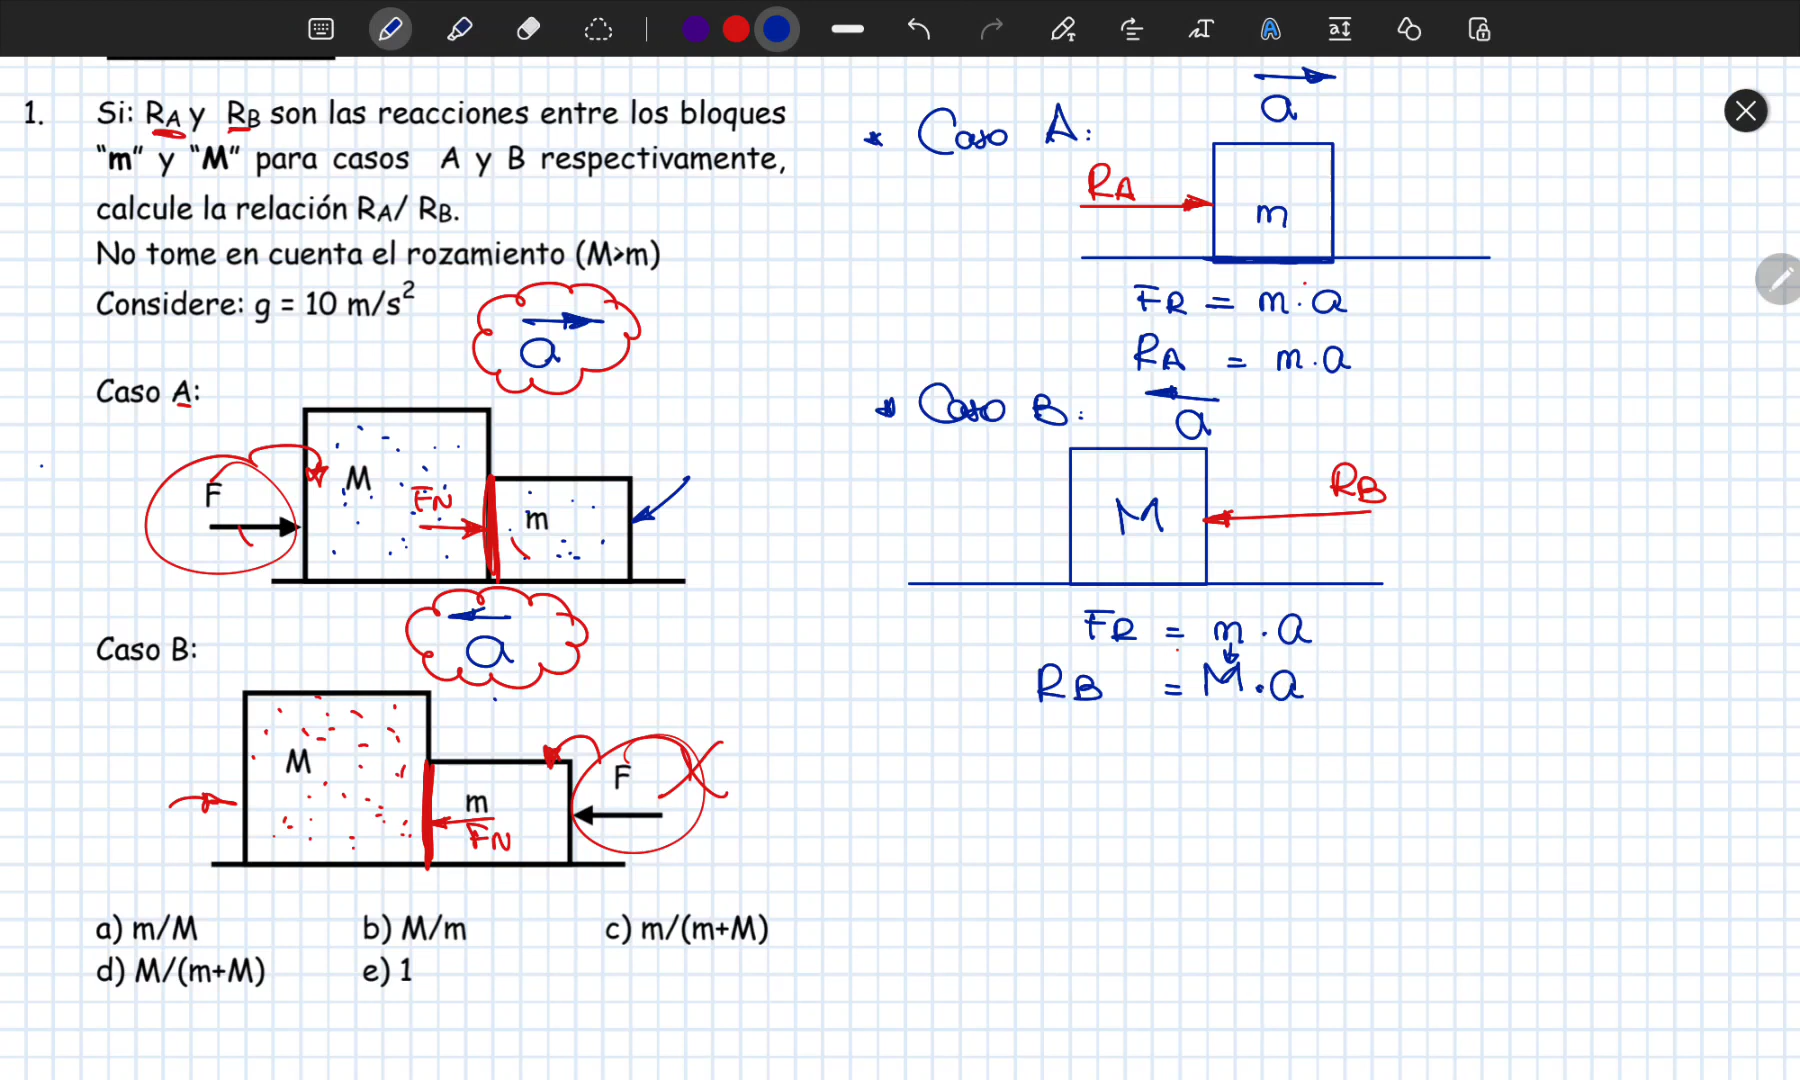 1. Si: RA y RB son las reacciones entre los bloques
"m" y "M" para casos A y B respectivamente,
calcule la relación RA/ RB.
No tome en cuenta el rozamiento (M>m)
Considere: g = 10 m/s²
a
Caso A:
F
M
FN
m
a
Caso B:
M
m
FN
F
a) m/M b) M/m c) m/(m+M)
d) M/(m+M) e) 1
* Caso A:
a
RA
m
FR = m.a
RA = m.a
* Caso B:
a
M
RB
FR = m.a
RB = M.a